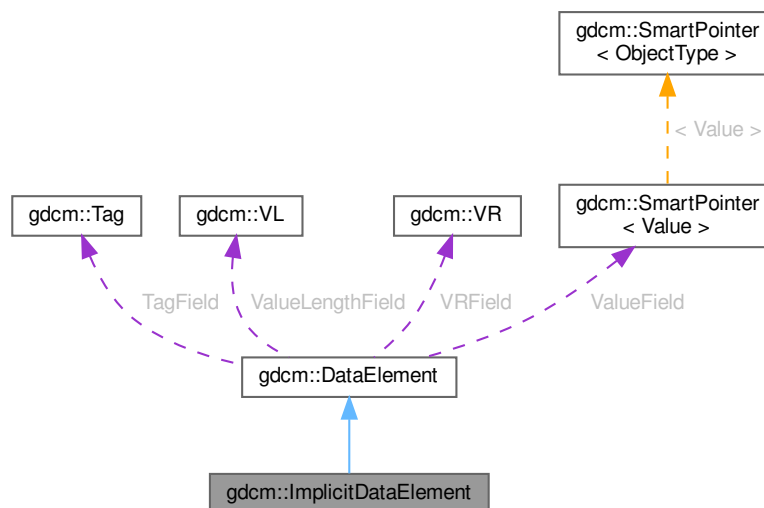 gdcm::SmartPointer
< ObjectType >
< Value >
gdcm::Tag
gdcm::VL
gdcm::VR
gdcm::SmartPointer
< Value >
TagField
ValueLengthField
VRField
ValueField
gdcm::DataElement
gdcm::ImplicitDataElement